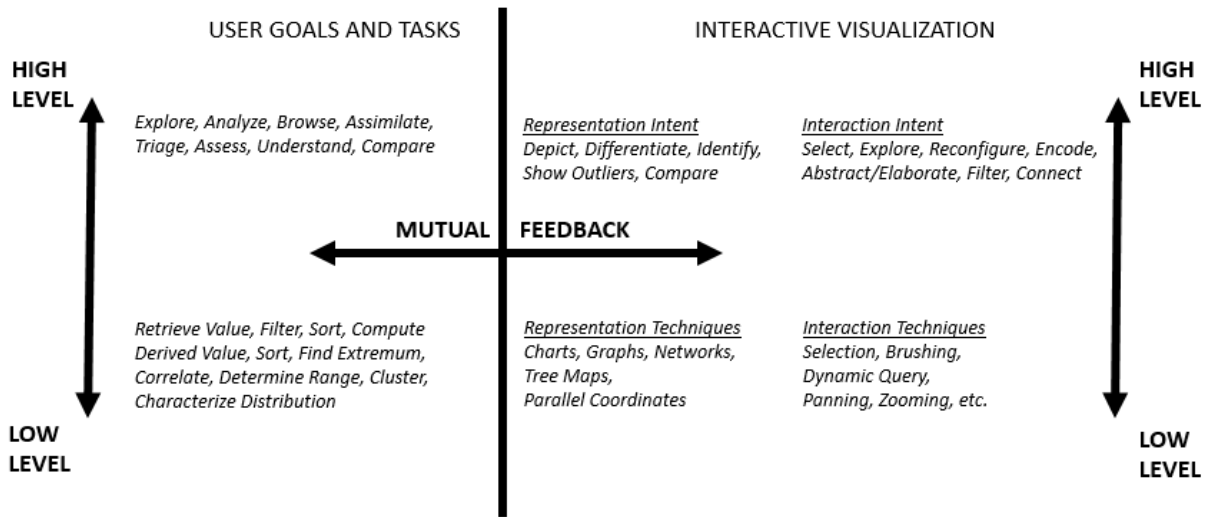 USER GOALS AND TASKS
INTERACTIVE VISUALIZATION
HIGH
LEVEL
HIGH
LEVEL
Explore, Analyze, Browse, Assimilate,
Triage, Assess, Understand, Compare
Representation Intent
Depict, Differentiate, Identify,
Show Outliers, Compare
Interaction Intent
Select, Explore, Reconfigure, Encode,
Abstract/Elaborate, Filter, Connect
MUTUAL FEEDBACK
Retrieve Value, Filter, Sort, Compute
Derived Value, Sort, Find Extremum,
Correlate, Determine Range, Cluster,
Characterize Distribution
Representation Techniques
Charts, Graphs, Networks,
Tree Maps,
Parallel Coordinates
Interaction Techniques
Selection, Brushing,
Dynamic Query,
Panning, Zooming, etc.
LOW
LEVEL
LOW
LEVEL